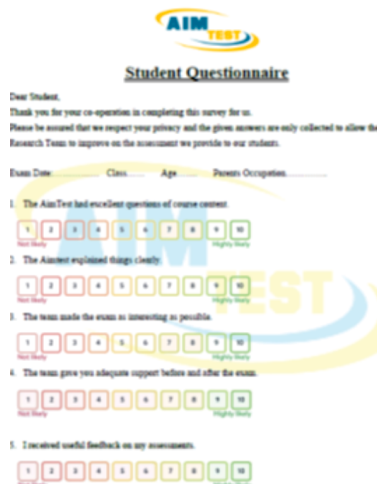 AIM
TEST
Student Questionnaire
Dear Student,
Thank you for your co-operation in completing this survey for us.
Please be assured that we respect your privacy and the given answers are only collected to allow the
Research Team to improve on the assessment we provide to our students.
Exam Date:................... Class....... Age........ Parents Occupation...............
1. The AimTest had excellent questions of course content.
1 2 3 4 5 6 7 8 9 10
Not likely Highly likely
2. The Aimtest explained things clearly.
1 2 3 4 5 6 7 8 9 10
Not likely Highly likely
3. The team made the exam as interesting as possible.
1 2 3 4 5 6 7 8 9 10
Not likely Highly likely
4. The team gave you adequate support before and after the exam.
1 2 3 4 5 6 7 8 9 10
Not likely Highly likely
5. I received useful feedback on my assessments.
1 2 3 4 5 6 7 8 9 10
AIM
TEST